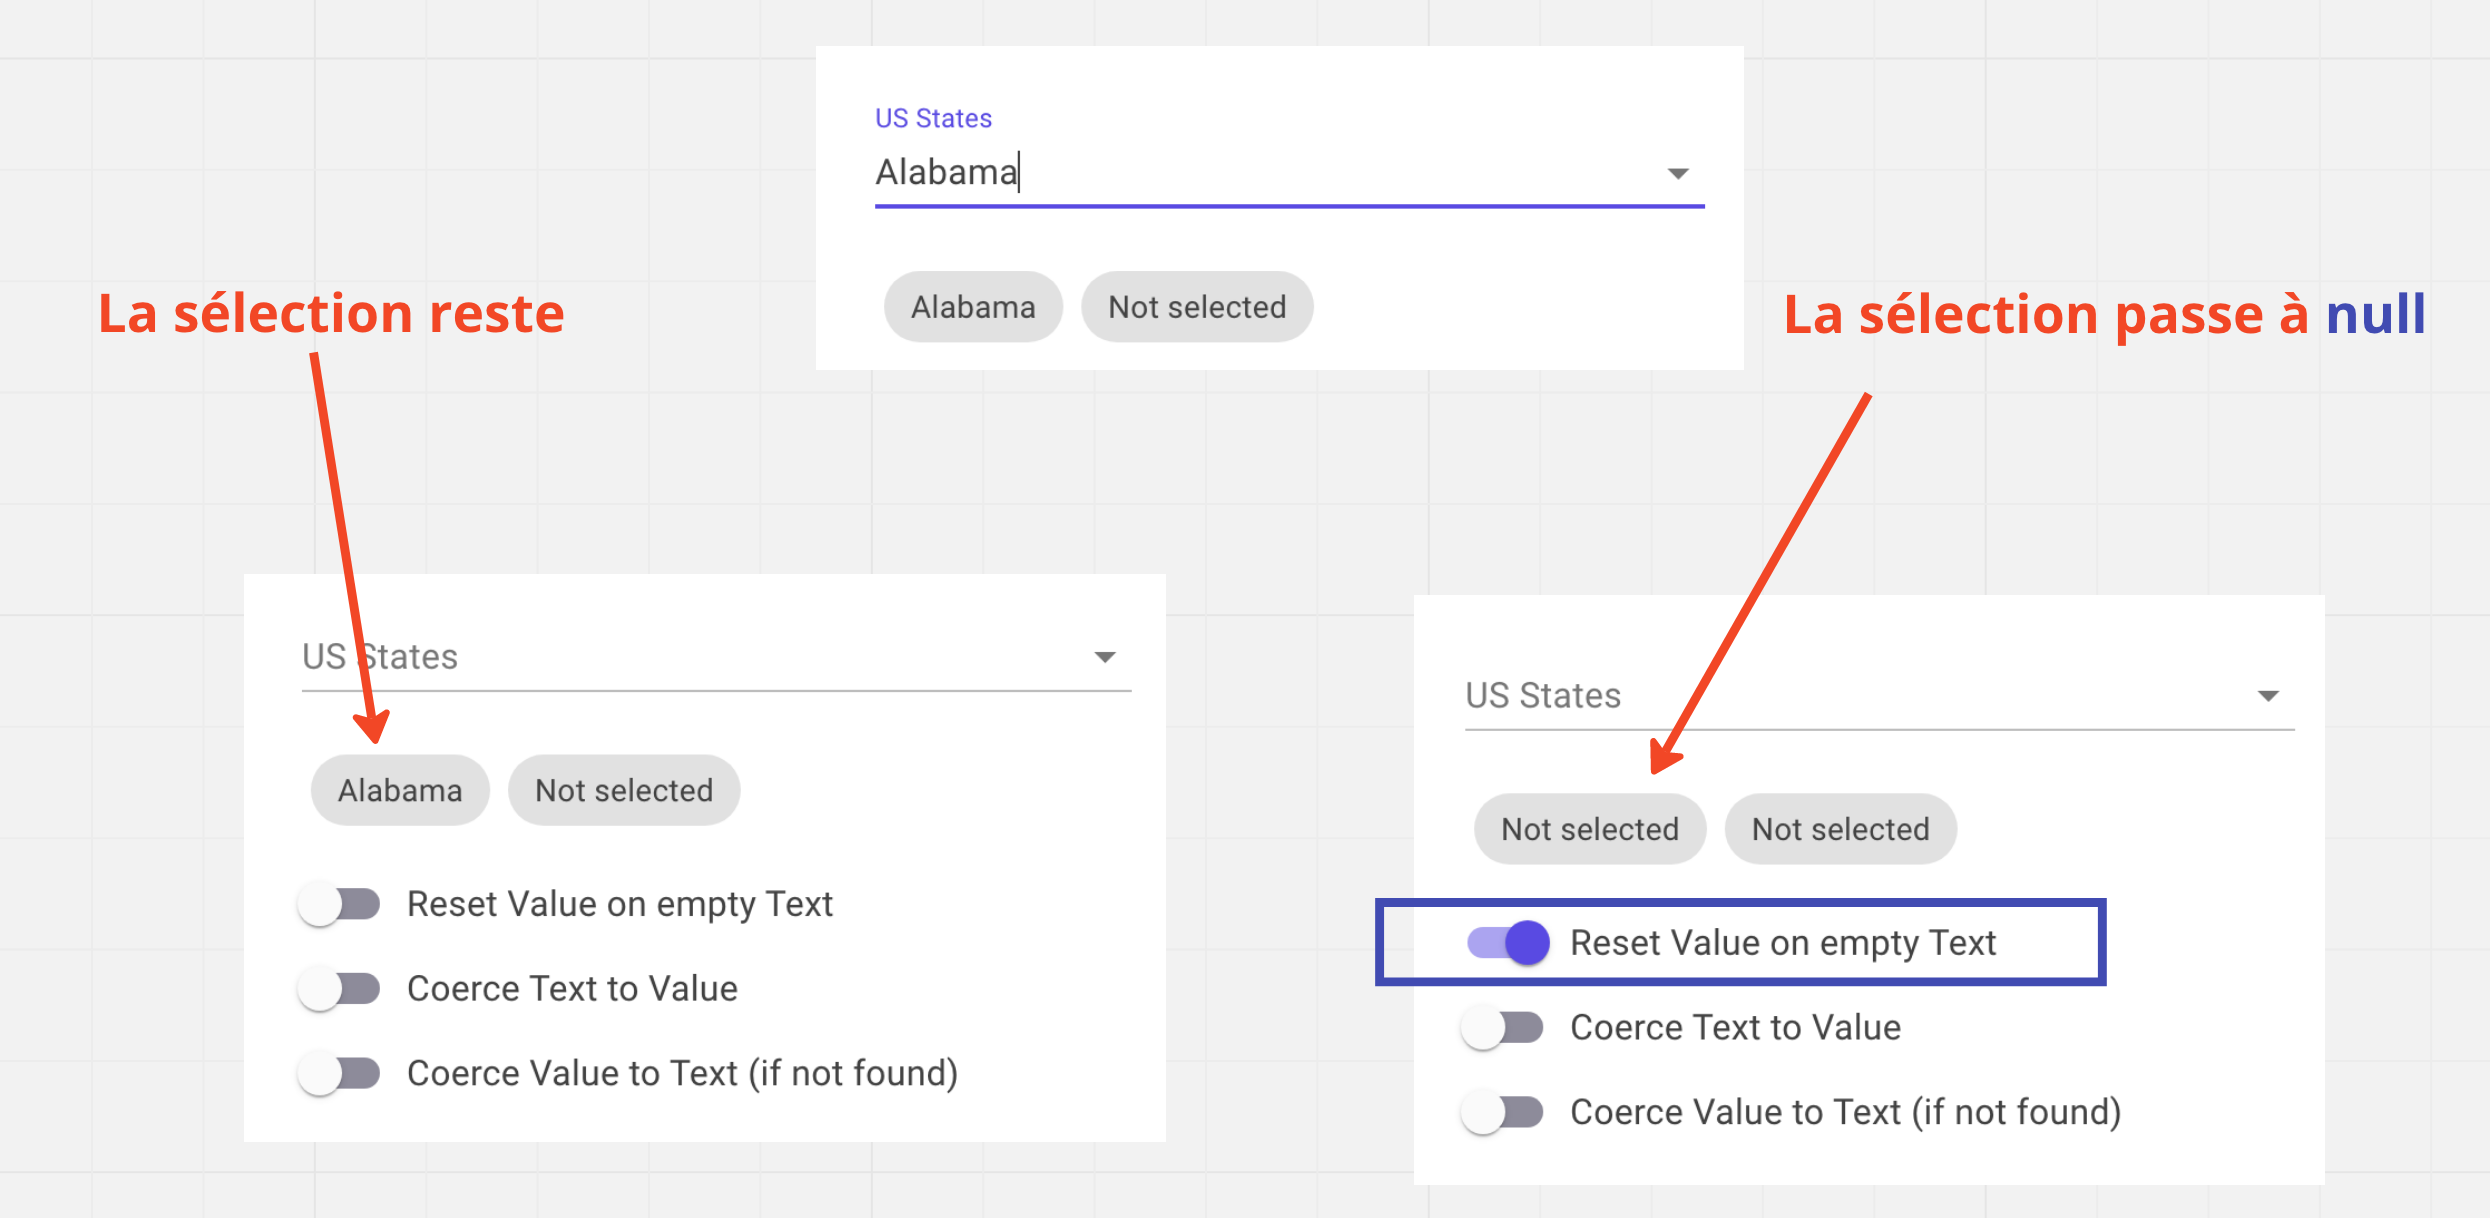 US States
Alabama
Alabama Not selected
La sélection reste
La sélection passe à null
US States
Alabama Not selected
Reset Value on empty Text
Coerce Text to Value
Coerce Value to Text (if not found)
US States
Not selected Not selected
Reset Value on empty Text
Coerce Text to Value
Coerce Value to Text (if not found)